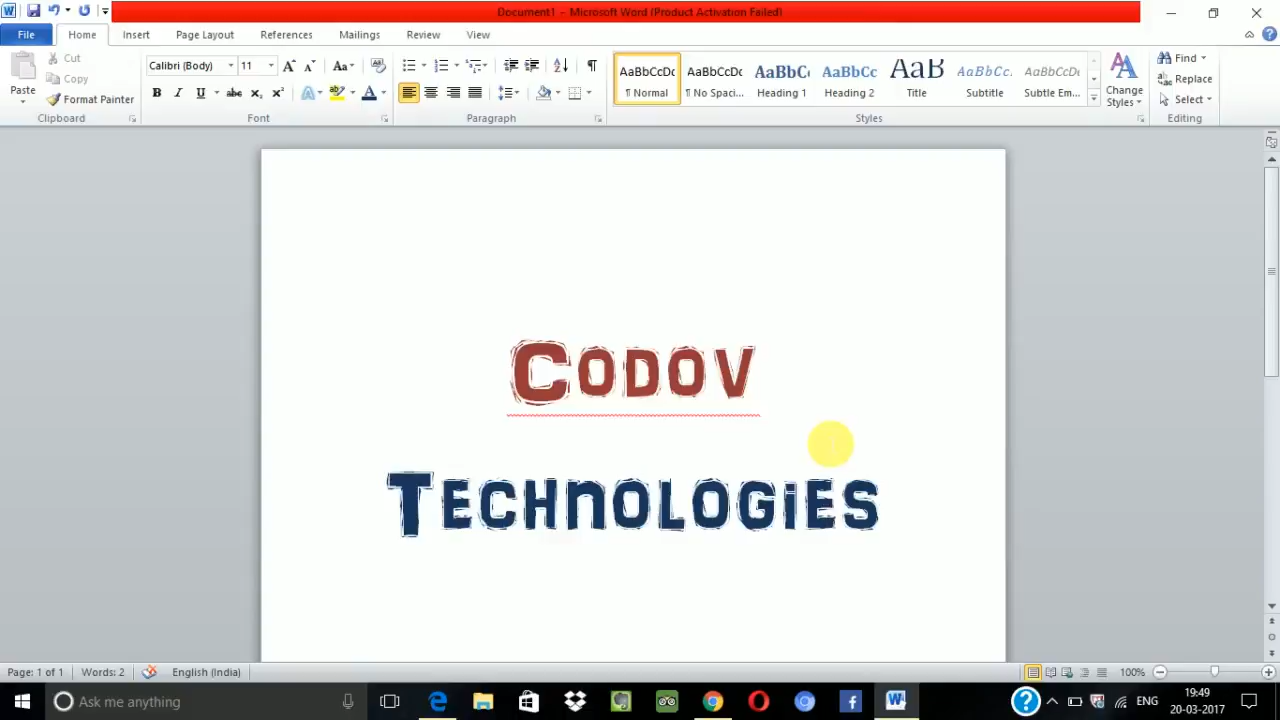 Document1 - Microsoft Word (Product Activation Failed)
File Home Insert Page Layout References Mailings Review View
Paste
Cut
Copy
Format Painter
Clipboard
Calibri (Body) 11
Font
Paragraph
AaBbCcDc AaBbCcDc AaBbC AaBbCc AaB AaBbCc. AaBbCcDc
¶ Normal ¶ No Spaci... Heading 1 Heading 2 Title Subtitle Subtle Em...
Change
Styles
Styles
Find
Replace
Select
Editing
Codov
Technologies
Page: 1 of 1 Words: 2 English (India) 100%
Ask me anything
ENG
19:49
20-03-2017